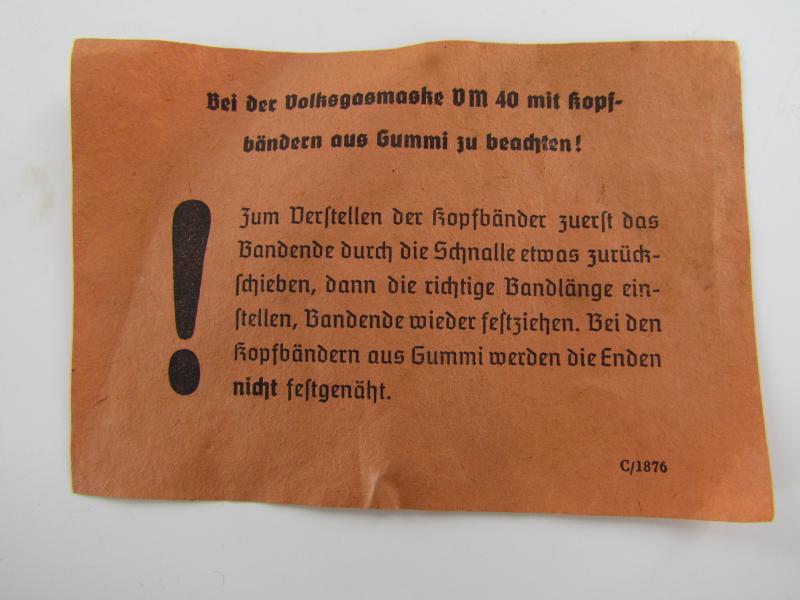 Bei der Volksgasmaske VM 40 mit Kopf-
bändern aus Gummi zu beachten!
!
Zum Verſtellen der Kopfbänder zuerſt das
Bandende durch die Schnalle etwas zurück-
ſchieben, dann die richtige Bandlänge ein-
ſtellen, Bandende wieder feſtziehen. Bei den
Kopfbändern aus Gummi werden die Enden
nicht feſtgenäht.
C/1876